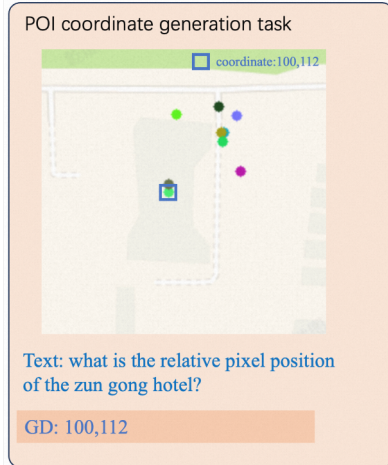 POI coordinate generation task
coordinate:100,112
Text: what is the relative pixel position
of the zun gong hotel?
GD: 100,112